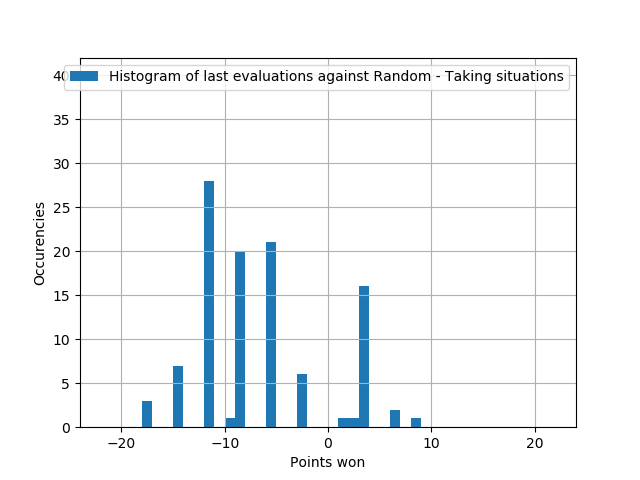 Histogram of last evaluations against Random - Taking situations
40
35
30
25
20
15
10
5
0
Occurencies
−20 −10 0 10 20
Points won